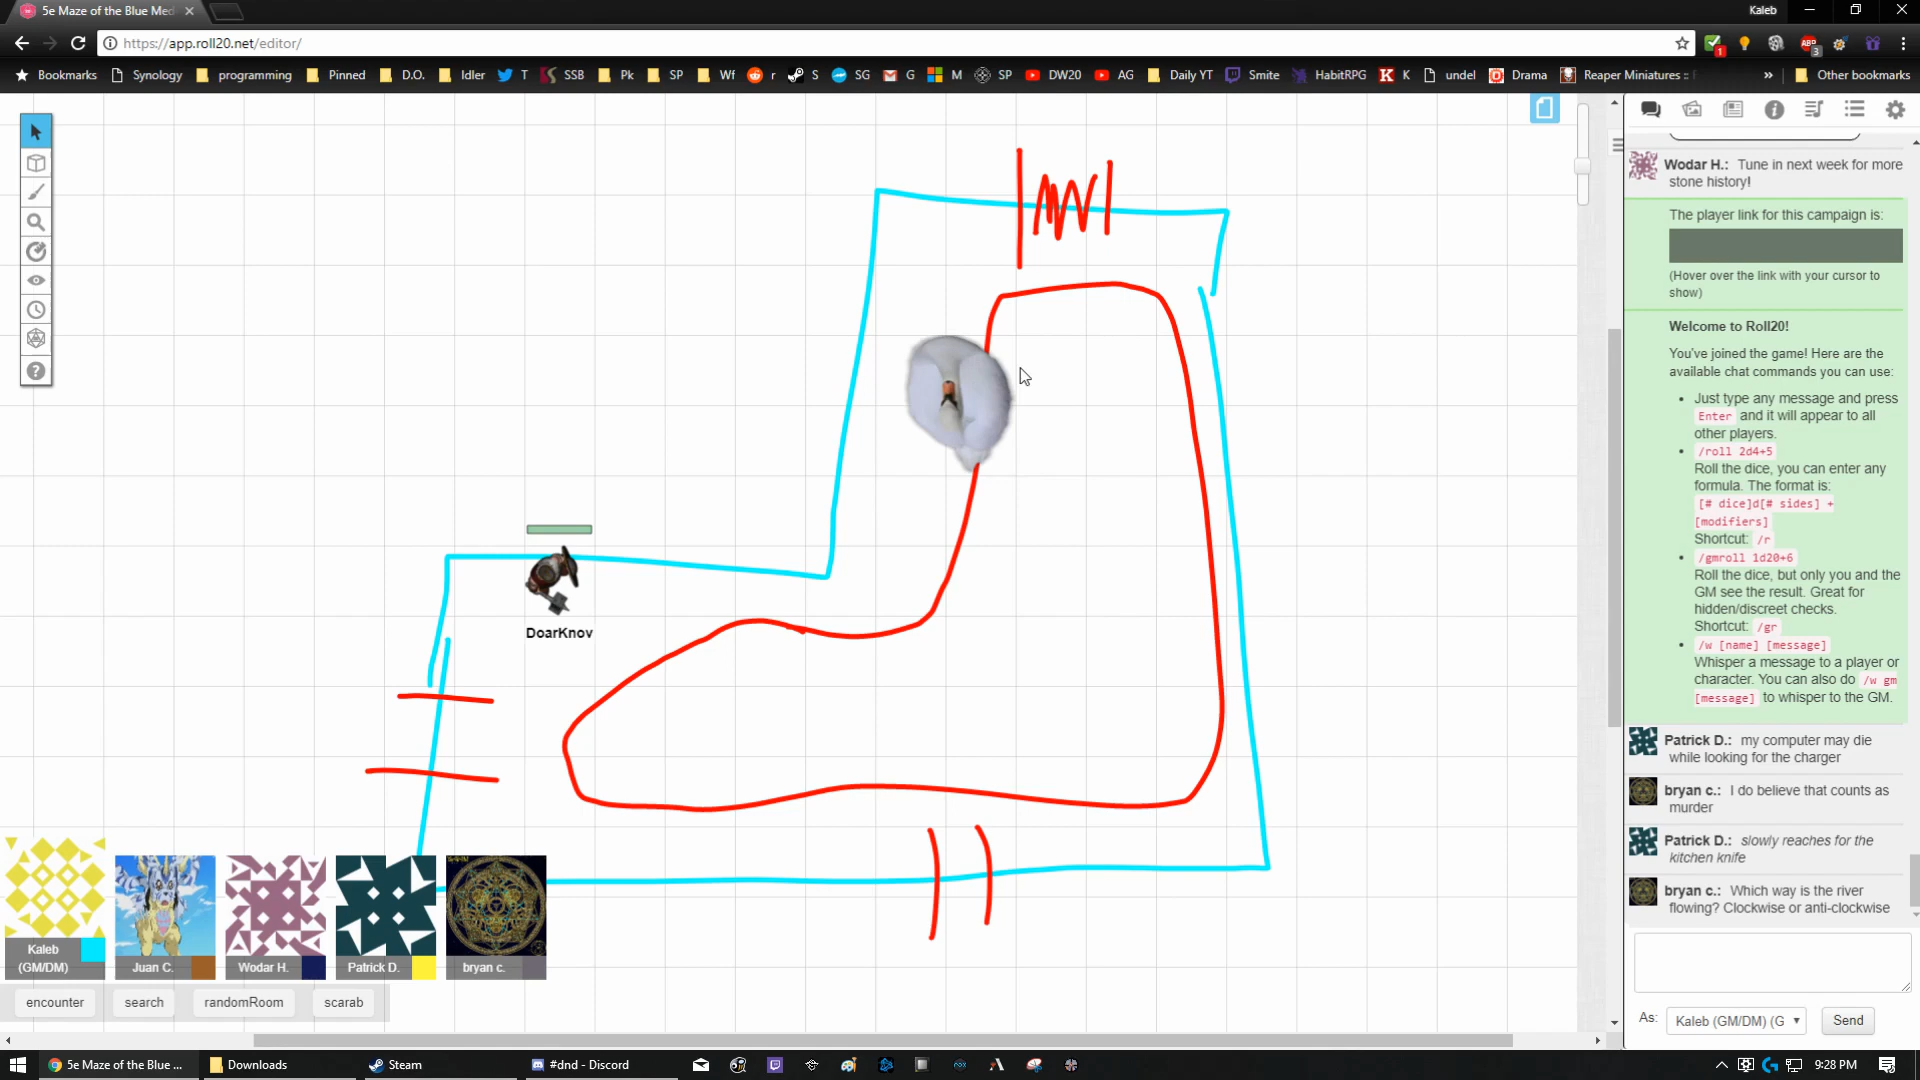 5e Maze of the Blue Med
Kaleb
https://app.roll20.net/editor/
Bookmarks Synology programming Pinned D.O. Idler T SSB Pk SP Wf r S SG G M SP DW20 AG Daily YT Smite HabitRPG K undel Drama Reaper Miniatures :: » Other bookmarks
Wodar H.: Tune in next week for more
stone history!
The player link for this campaign is:
(Hover over the link with your cursor to
show)
Welcome to Roll20!
You've joined the game! Here are the
available chat commands you can use:
• Just type any message and press
Enter and it will appear to all
other players.
• /roll 2d4+5
Roll the dice, you can enter any
formula. The format is:
[# dice]d[# sides] +
[modifiers]
Shortcut: /r
• /gmroll 1d20+6
Roll the dice, but only you and the
GM see the result. Great for
hidden/discreet checks.
Shortcut: /gr
• /w [name] [message]
Whisper a message to a player or
character. You can also do /w gm
[message] to whisper to the GM.
Patrick D.: my computer may die
while looking for the charger
bryan c.: I do believe that counts as
murder
Patrick D.: slowly reaches for the
kitchen knife
bryan c.: Which way is the river
flowing? Clockwise or anti-clockwise
DoarKnov
Kaleb
(GM/DM)
Juan C.
Wodar H.
Patrick D.
bryan c.
encounter search randomRoom scarab
As: Kaleb (GM/DM) (G Send
5e Maze of the Blue ... Downloads Steam #dnd - Discord 9:28 PM